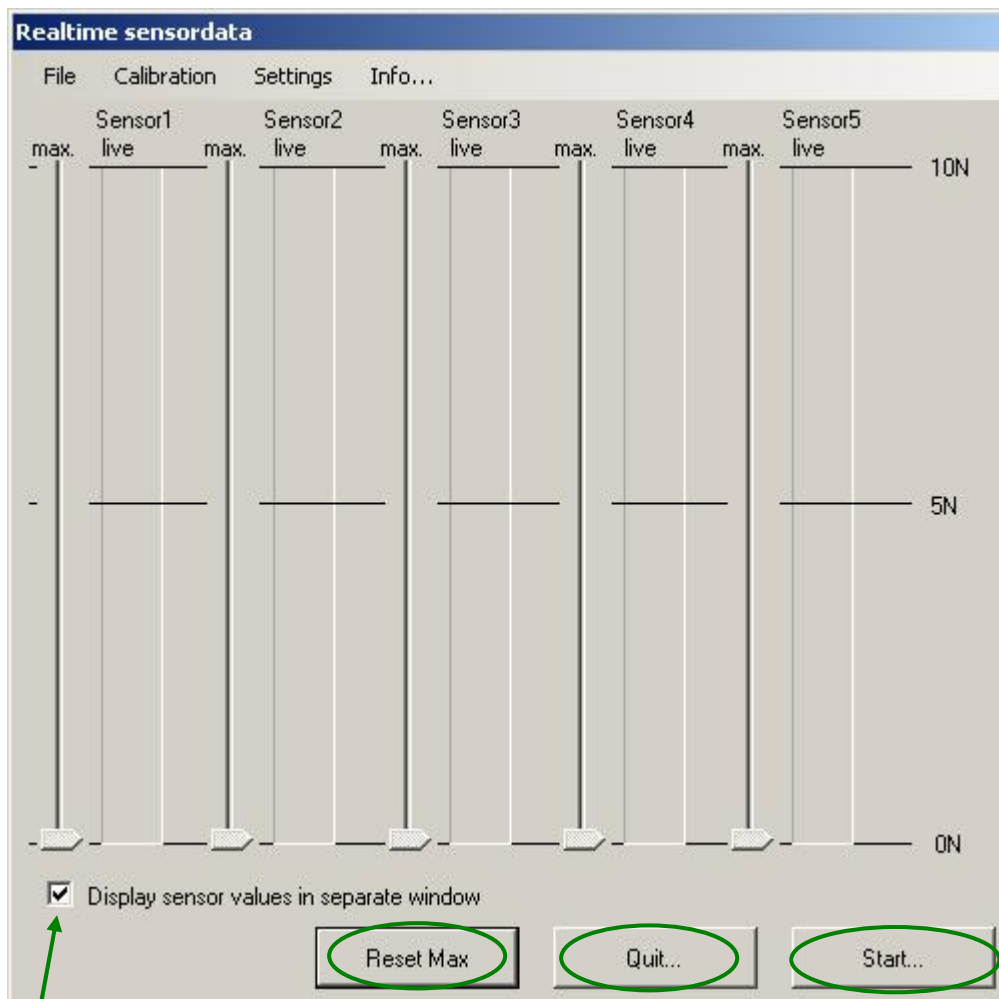 Realtime sensordata
File Calibration Settings Info...
Sensor1 Sensor2 Sensor3 Sensor4 Sensor5
max. live max. live max. live max. live max. live
10N
5N
0N
Display sensor values in separate window
Reset Max Quit... Start...